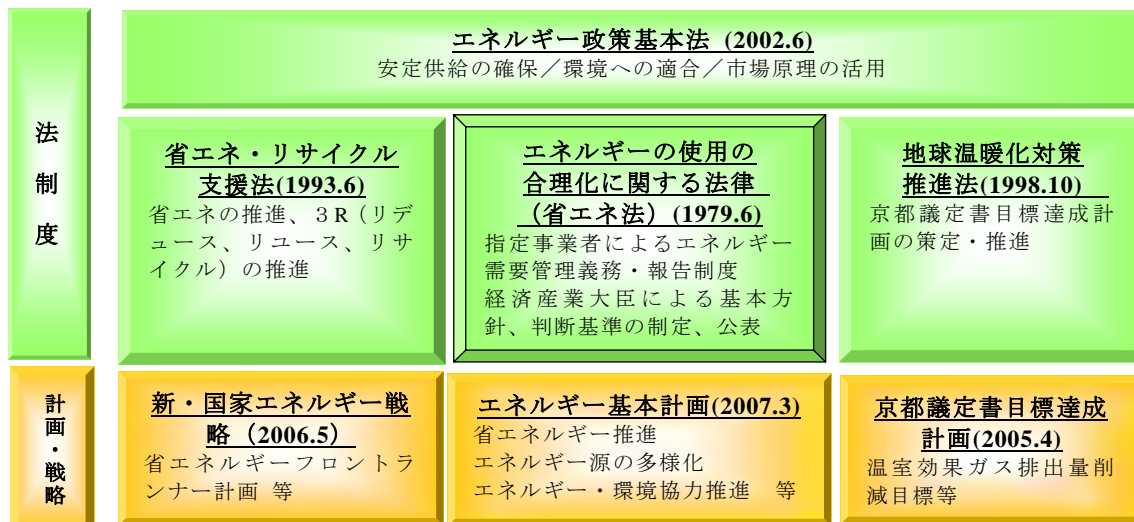 法
制
度
エネルギー政策基本法 (2002.6)
安定供給の確保／環境への適合／市場原理の活用
省エネ・リサイクル
支援法(1993.6)
省エネの推進、３R（リデ
ュース、リユース、リサ
イクル）の推進
エネルギーの使用の
合理化に関する法律
（省エネ法）(1979.6)
指定事業者によるエネルギー
需要管理義務・報告制度
経済産業大臣による基本方
針、判断基準の制定、公表
地球温暖化対策
推進法(1998.10)
京都議定書目標達成計
画の策定・推進
計
画
・
戦
略
新・国家エネルギー戦
略（2006.5）
省エネルギーフロントラ
ンナー計画 等
エネルギー基本計画(2007.3)
省エネルギー推進
エネルギー源の多様化
エネルギー・環境協力推進　等
京都議定書目標達成
計画(2005.4)
温室効果ガス排出量削
減目標等